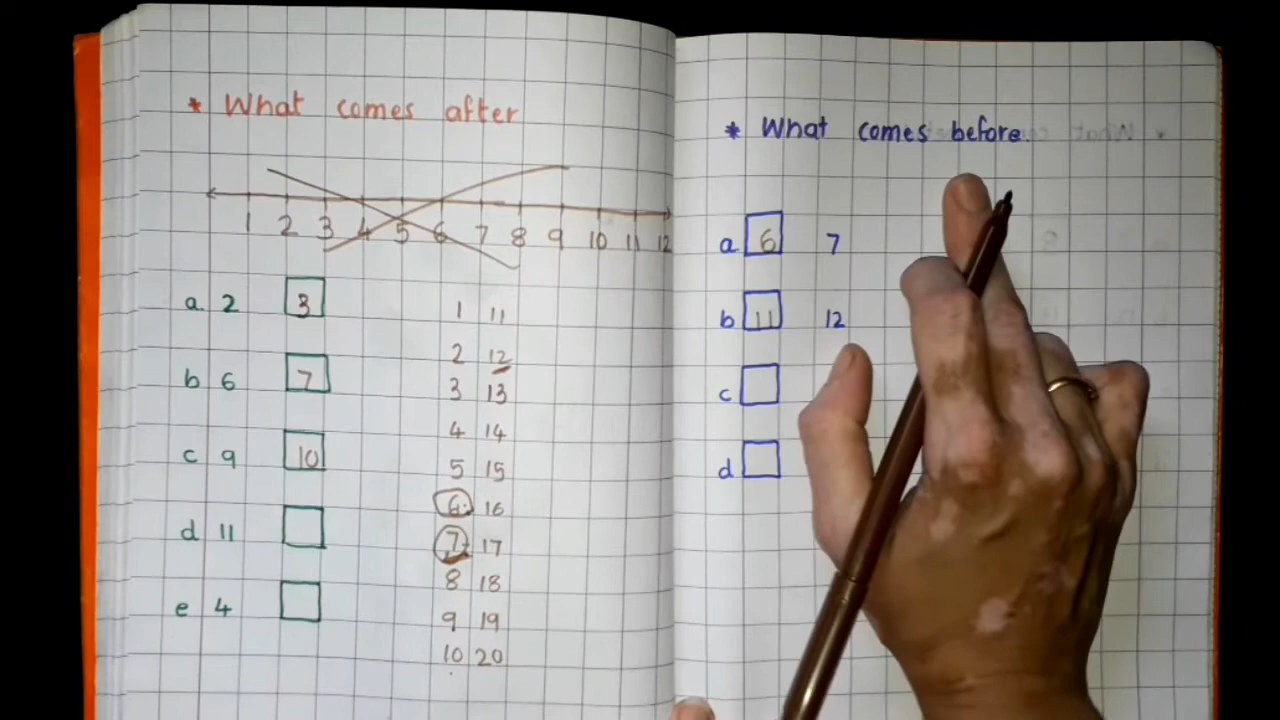 * What comes after
1 2 3 4 5 6 7 8 9 10 11 12
a 2 3
b 6 7
c 9 10
d 11
e 4
1 11
2 12
3 13
4 14
5 15
6 16
7 17
8 18
9 19
10 20
* What comes before.
a 6 7
b 11 12
c
d